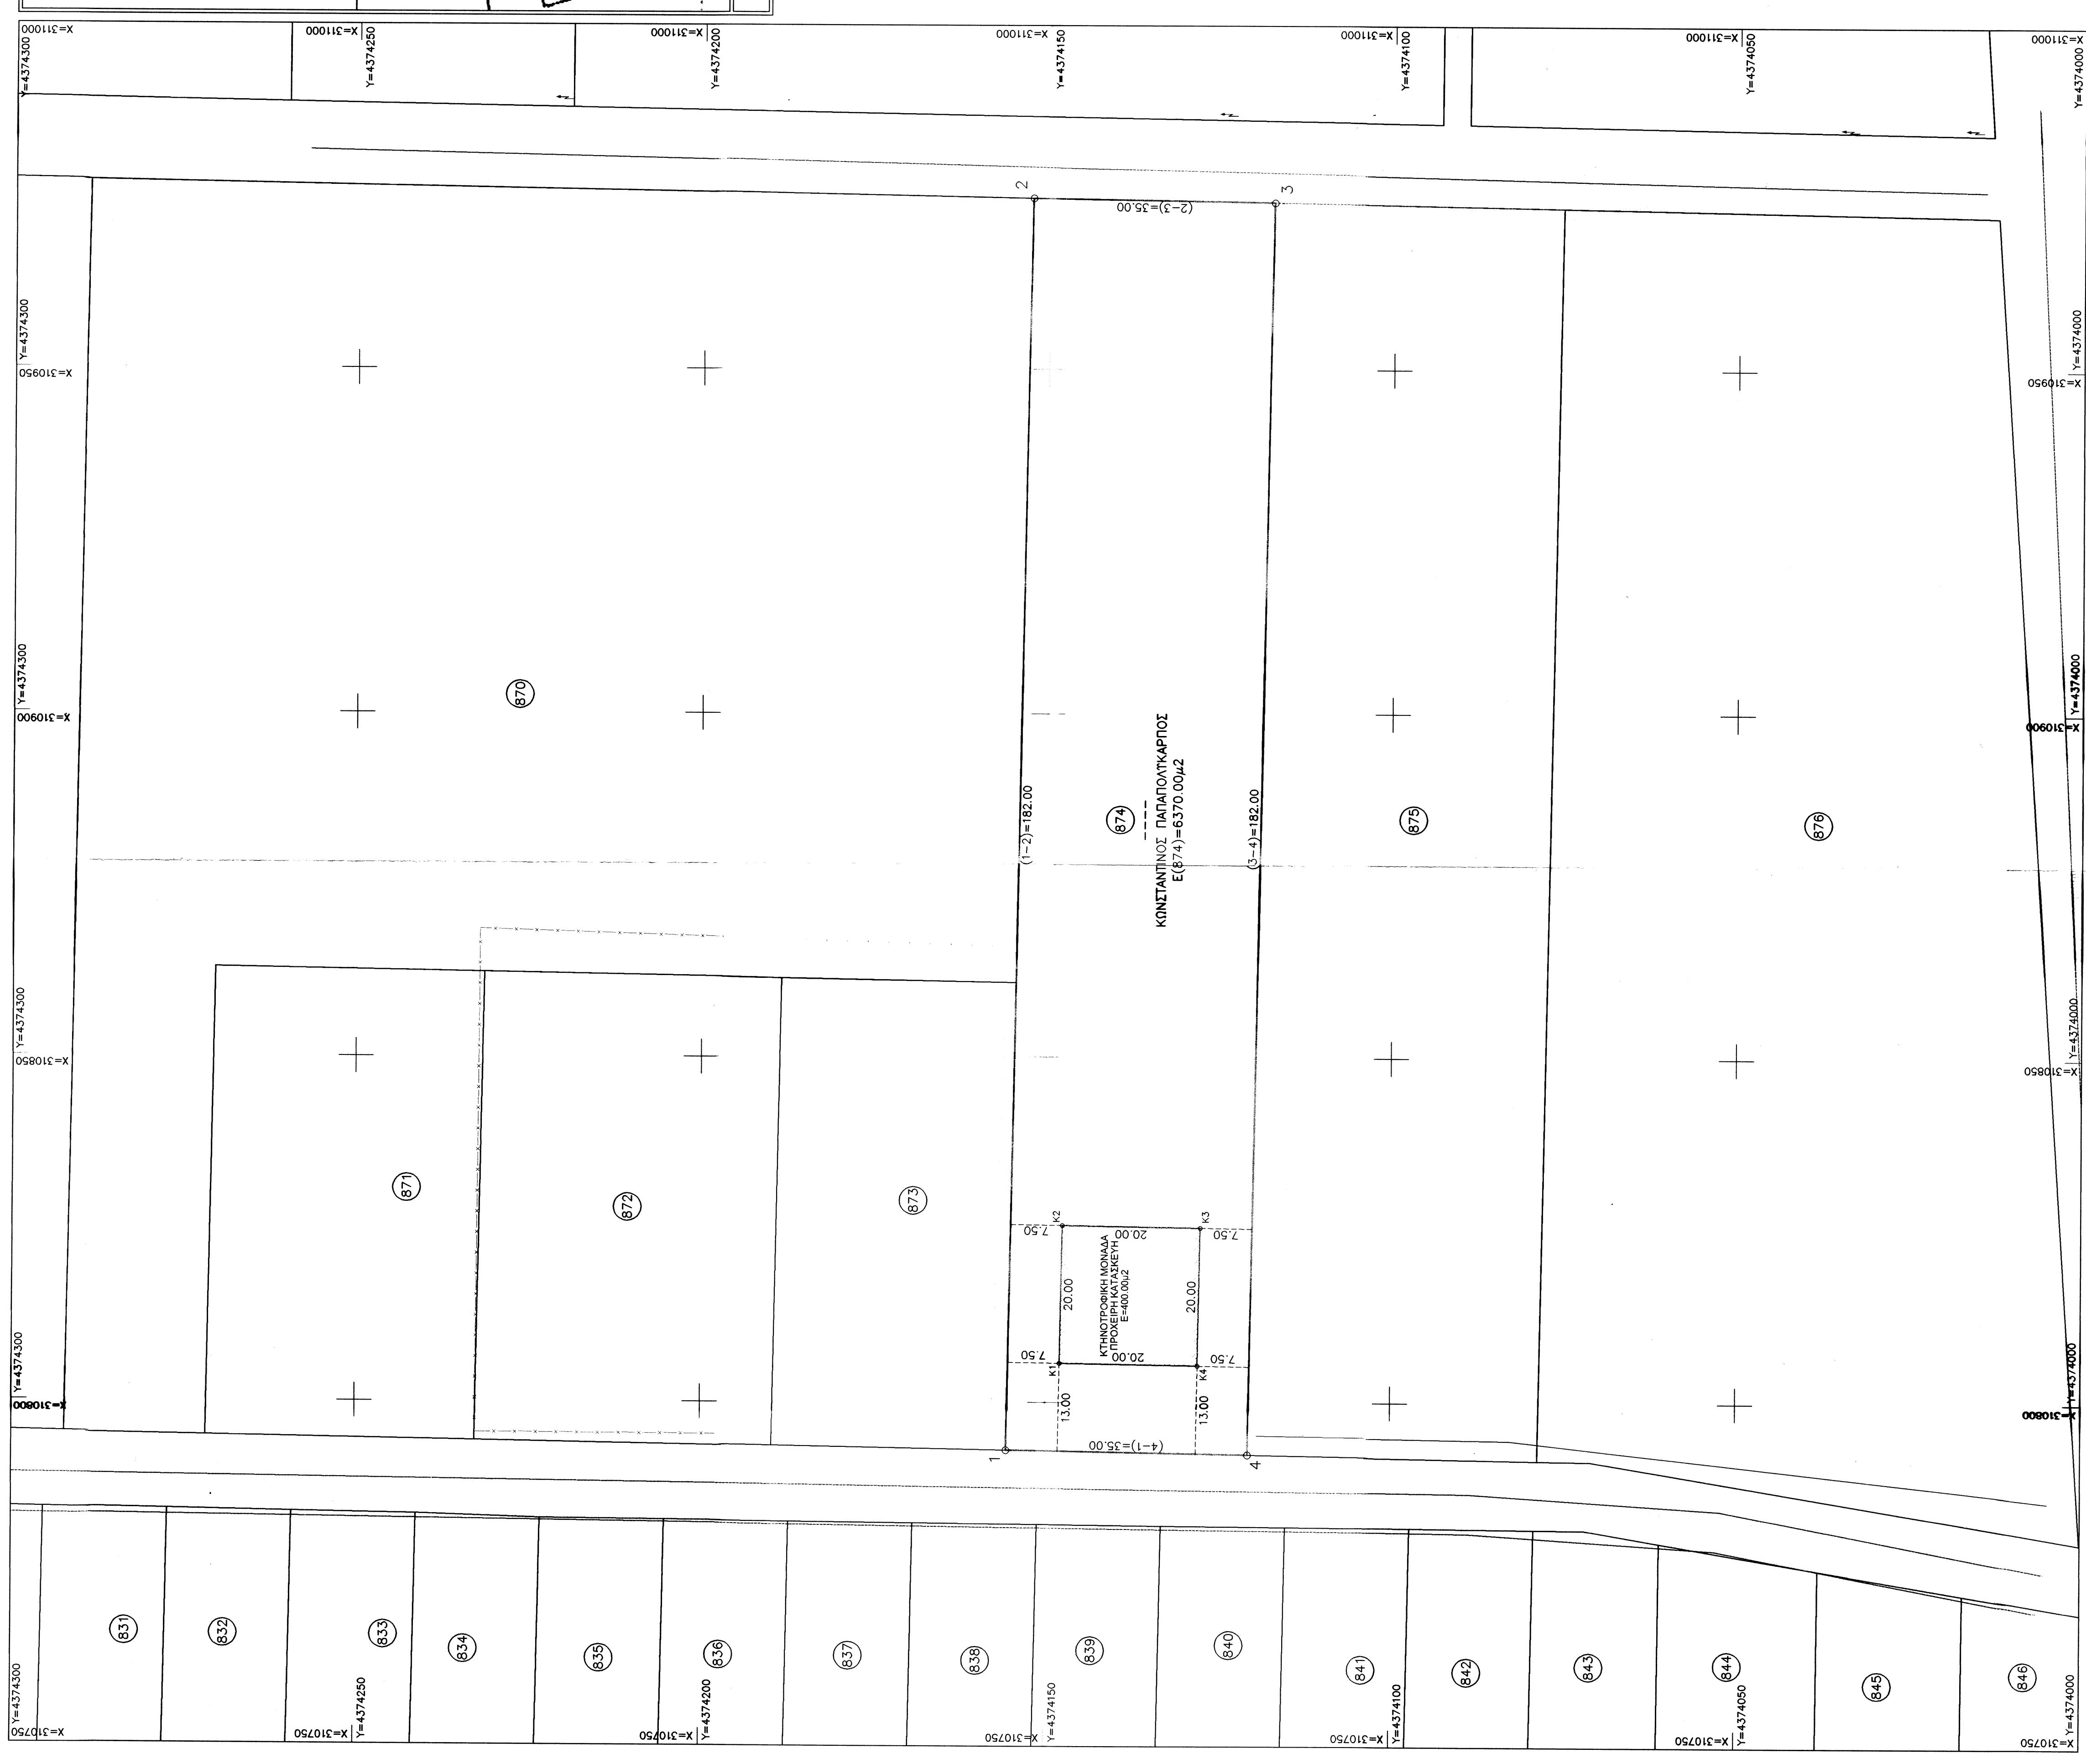 X=311000
Y=4374300
X=311000
Y=4374250
X=311000
Y=4374200
X=311000
Y=4374150
X=311000
Y=4374100
X=311000
Y=4374050
X=311000
Y=4374000
2
(2-3)=35.00
3
Y=4374300
X=310950
Y=4374000
X=310950
Y=4374300
X=310900
870
(1-2)=182.00
874
ΚΩΝΣΤΑΝΤΙΝΟΣ ΠΑΠΑΠΟΛΥΚΑΡΠΟΣ
Ε(874)=6370.00μ2
(3-4)=182.00
875
876
Y=4374000
X=310900
Y=4374300
X=310850
Y=4374000
X=310850
871
872
873
7.50
K2
20.00
K3
7.50
20.00
ΚΤΗΝΟΤΡΟΦΙΚΗ ΜΟΝΑΔΑ
ΠΡΟΧΕΙΡΗ ΚΑΤΑΣΚΕΥΗ
Ε=400.00μ2
20.00
7.50
K1
20.00
K4
7.50
13.00
13.00
Y=4374300
X=310800
Y=4374000
X=310800
1
(4-1)=35.00
4
831
832
833
834
835
836
837
838
839
840
841
842
843
844
845
846
Y=4374300
X=310750
Y=4374250
X=310750
Y=4374200
X=310750
Y=4374150
X=310750
Y=4374100
X=310750
Y=4374050
X=310750
Y=4374000
X=310750